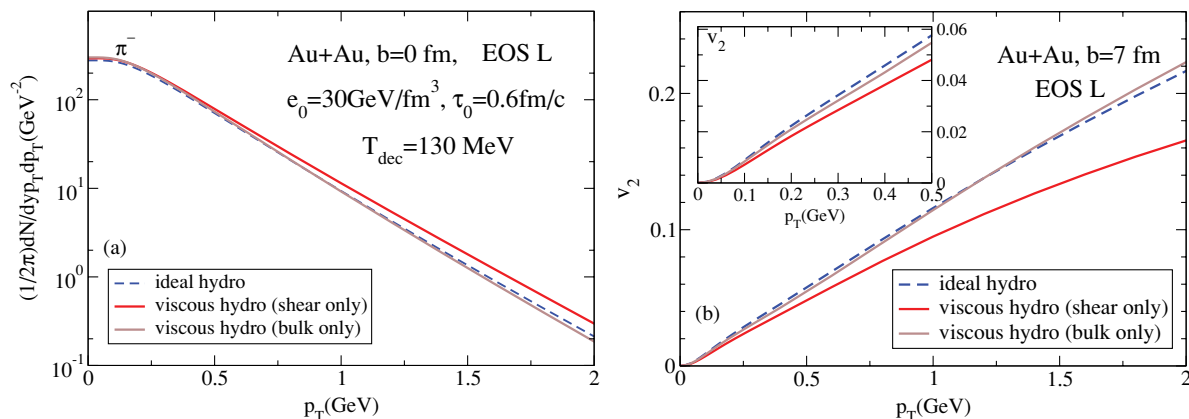 π⁻
Au+Au, b=0 fm, EOS L
e₀=30GeV/fm³, τ₀=0.6fm/c
T_dec=130 MeV
(a)
ideal hydro
viscous hydro (shear only)
viscous hydro (bulk only)
(1/2π)dN/dyp_Tdp_T(GeV⁻²)
10²
10¹
10⁰
10⁻¹
0 0.5 1 1.5 2
p_T(GeV)
v₂
0.06
0.04
0.02
0
0 0.1 0.2 0.3 0.4 0.5
p_T(GeV)
Au+Au, b=7 fm
EOS L
v₂
0.2
0.1
0
(b)
ideal hydro
viscous hydro (shear only)
viscous hydro (bulk only)
0 0.5 1 1.5 2
p_T(GeV)